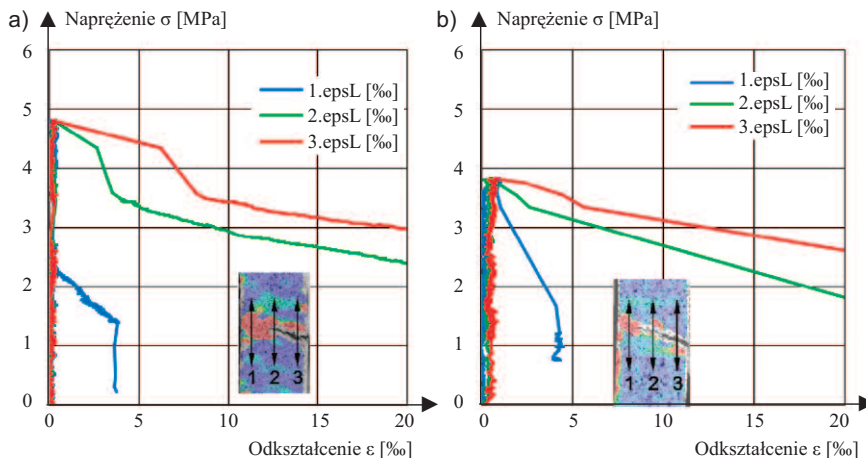 a)
Naprężenie σ [MPa]
6
5
4
3
2
1
0
1.epsL [‰]
2.epsL [‰]
3.epsL [‰]
1 2 3
0 5 10 15 20
Odkształcenie ε [‰]
b)
Naprężenie σ [MPa]
6
5
4
3
2
1
0
1.epsL [‰]
2.epsL [‰]
3.epsL [‰]
1 2 3
0 5 10 15 20
Odkształcenie ε [‰]